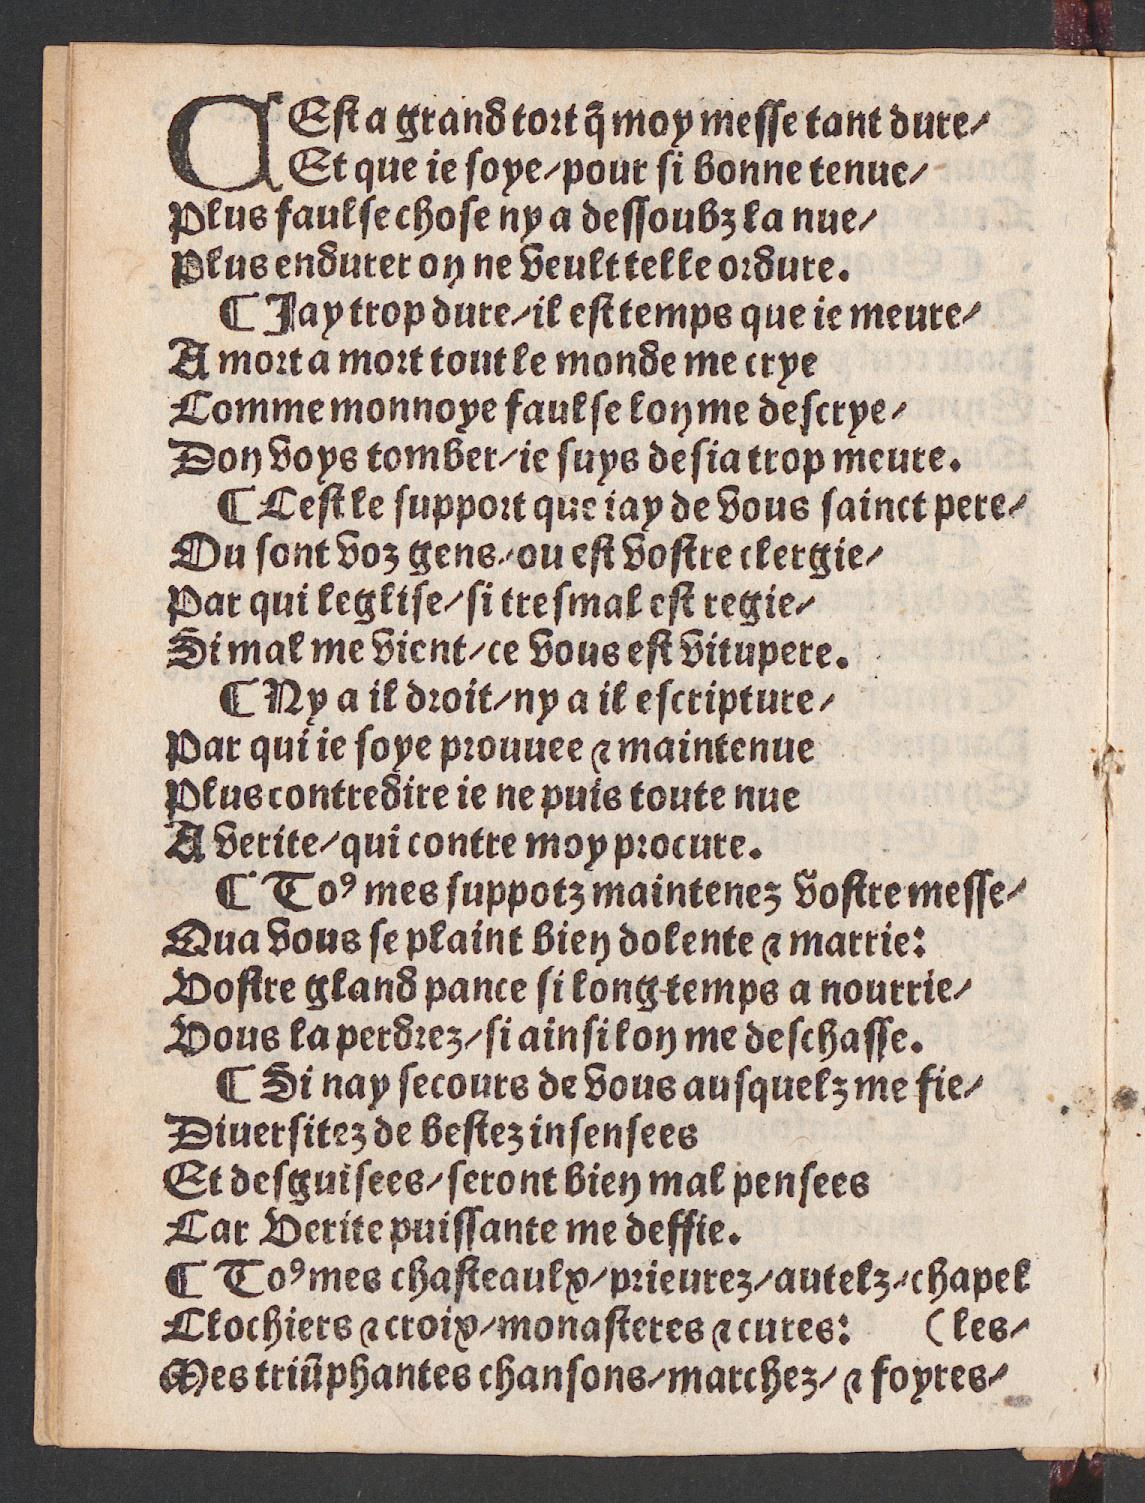 CEst a grand tort q̃ moy messe tant dure/
Et que ie soye/pour si bonne tenue/
Plus faulse chose ny a dessoubz la nue/
Plus endurer on ne veult telle ordure.
¶ Jay trop dure/il est temps que ie meure/
A mort a mort tout le monde me crye
Comme monnoye faulse lon me descrye/
Don voys tomber/ie suys desia trop meure.
¶ Cest le support que iay de vous sainct pere/
Ou sont voz gens/ou est vostre clergie/
Par qui leglise/si tresmal est regie/
Si mal me vient/ce vous est vitupere.
¶ Ny a il droit/ny a il escripture/
Par qui ie soye prouuee ⁊ maintenue
Plus contredire ie ne puis toute nue
A verite/qui contre moy procure.
¶ Toꝰ mes suppotz maintenez vostre messe/
Qua vous se plaint bien dolente ⁊ marrie:
Vostre gland pance si long temps a nourrie/
Vous la perdrez/si ainsi lon me deschasse.
¶ Si nay secours de vous ausquelz me fie/
Diuersitez de bestez insensees
Et desguisees/seront bien mal pensees
Car Verite puissante me deffie.
¶ Toꝰ mes chasteaulx/prieurez/autelz/chapel
Clochiers ⁊ croix/monasteres ⁊ cures: (les/
Mes triũphantes chansons/marchez/ ⁊ foyres/